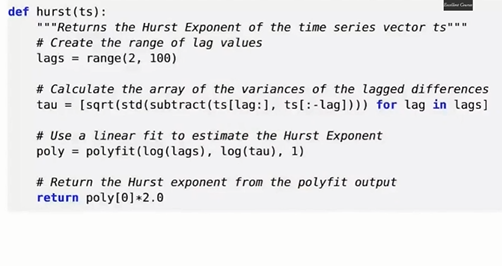 Excellent Course
def hurst(ts):
    """Returns the Hurst Exponent of the time series vector ts"""
    # Create the range of lag values
    lags = range(2, 100)

    # Calculate the array of the variances of the lagged differences
    tau = [sqrt(std(subtract(ts[lag:], ts[:-lag]))) for lag in lags]

    # Use a linear fit to estimate the Hurst Exponent
    poly = polyfit(log(lags), log(tau), 1)

    # Return the Hurst exponent from the polyfit output
    return poly[0]*2.0